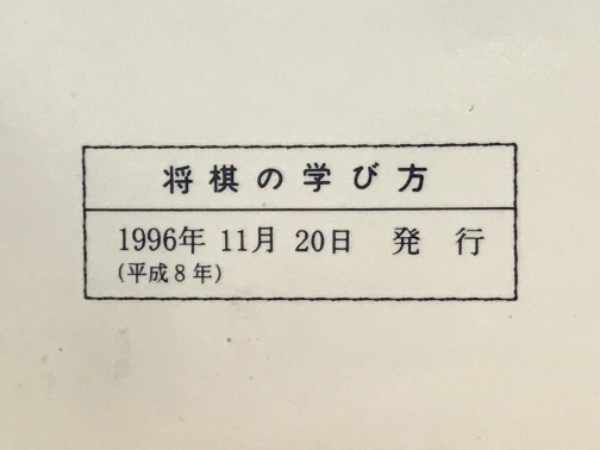 将棋の学び方
1996年 11月 20日 発 行
(平成8年)